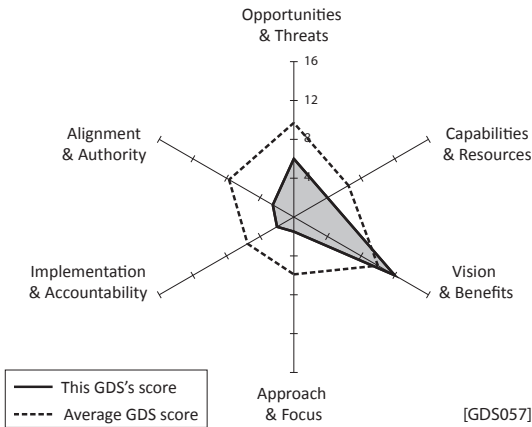 Opportunities
& Threats
16
12
8
4
Alignment
& Authority
Capabilities
& Resources
Implementation
& Accountability
Vision
& Benefits
Approach
& Focus
This GDS's score
Average GDS score
[GDS057]